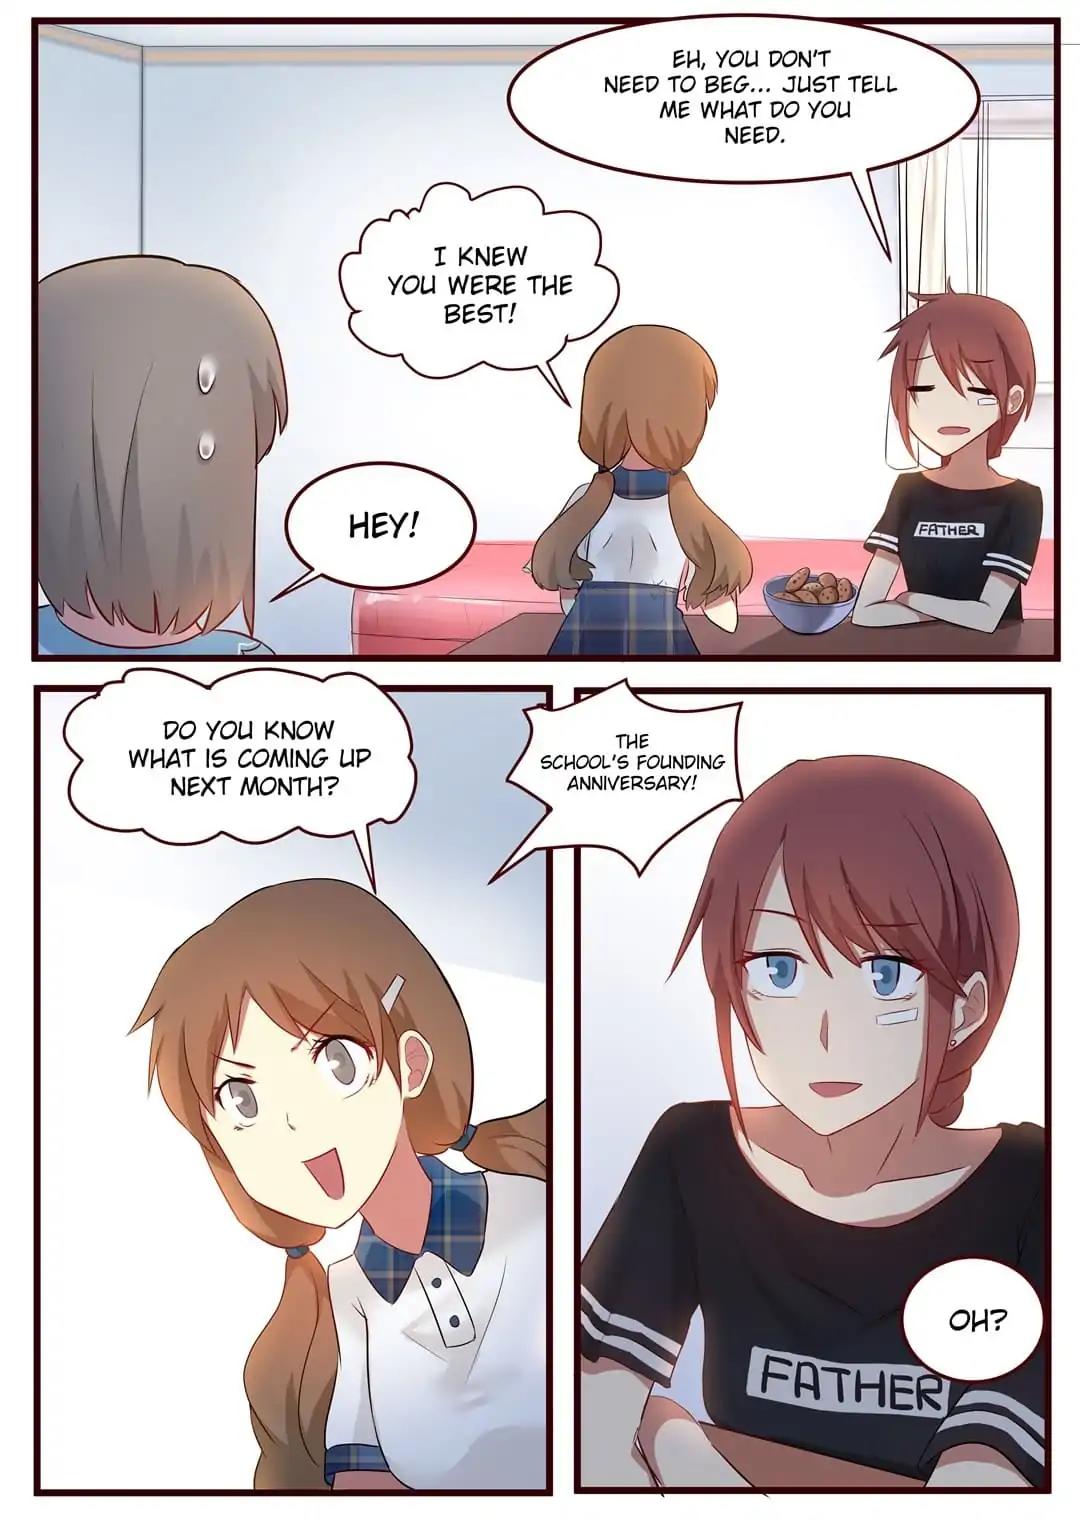 EH, YOU DON'T
NEED TO BEG... JUST TELL
ME WHAT DO YOU
NEED.
I KNEW
YOU WERE THE
BEST!
HEY!
FATHER
DO YOU KNOW
WHAT IS COMING UP
NEXT MONTH?
THE
SCHOOL'S FOUNDING
ANNIVERSARY!
OH?
FATHER